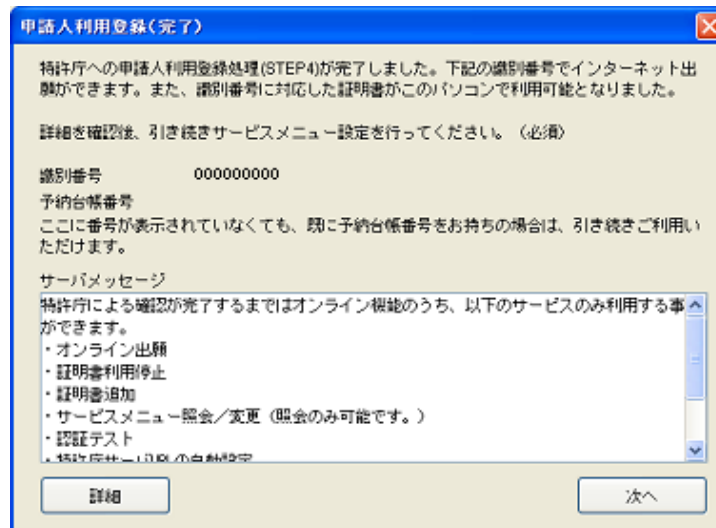 申請人利用登録(完了)
特許庁への申請人利用登録処理(STEP4)が完了しました。下記の識別番号でインターネット出
願ができます。また、識別番号に対応した証明書がこのパソコンで利用可能となりました。
詳細を確認後、引き続きサービスメニュー設定を行ってください。（必須）
識別番号 000000000
予納台帳番号
ここに番号が表示されていなくても、既に予納台帳番号をお持ちの場合は、引き続きご利用い
ただけます。
サーバメッセージ
特許庁による確認が完了するまではオンライン機能のうち、以下のサービスのみ利用する事
ができます。
・オンライン出願
・証明書利用停止
・証明書追加
・サービスメニュー照会／変更（照会のみ可能です。）
・認証テスト
・特許庁サーバURLの自動設定
詳細
次へ